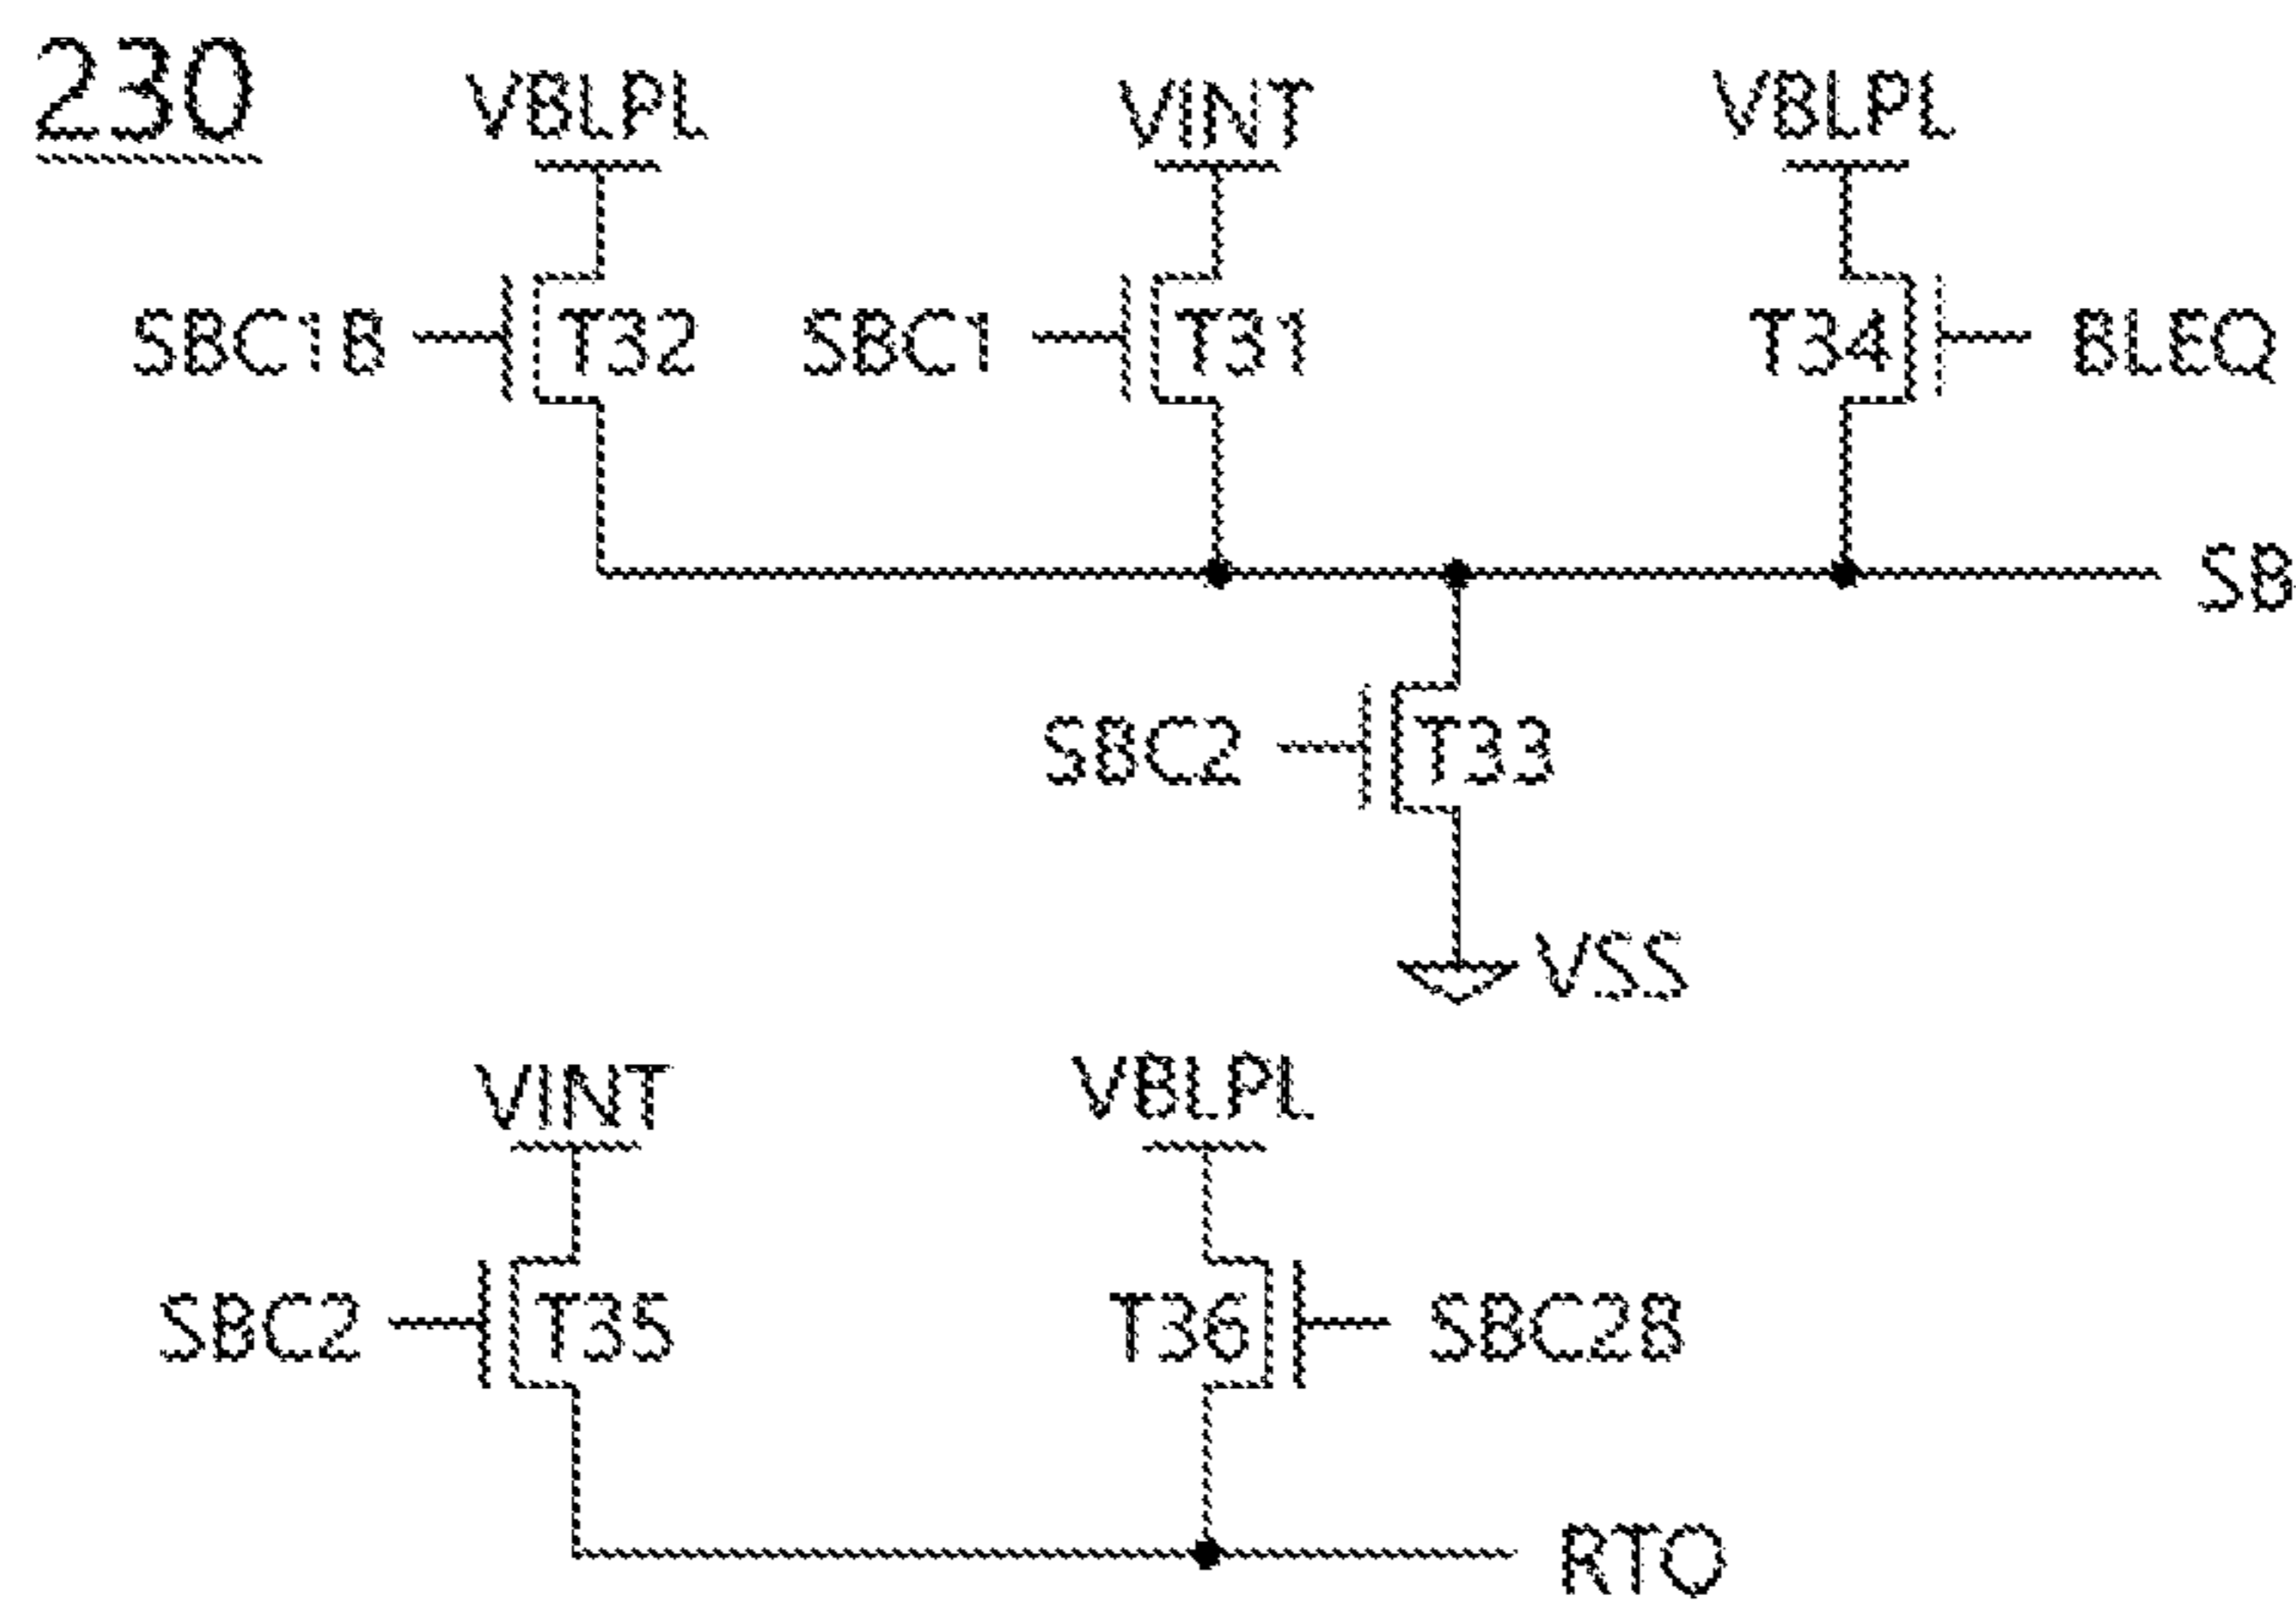 230
VBLPL VINT VBLPL
SBC1B T32 SBC1 T31 T34 BLEQ
SB
SBC2 T33
VSS
VINT VBLPL
SBC2 T35 T36 SBC2B
RTO